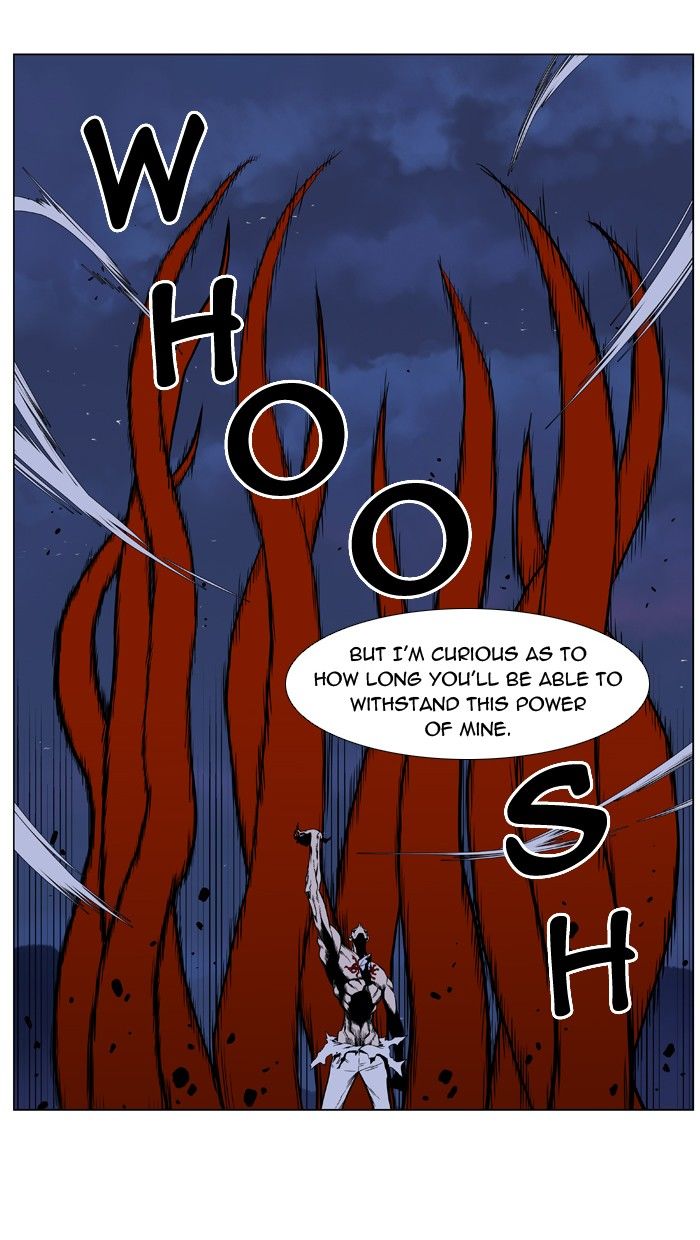 WHOOSH
BUT I'M CURIOUS AS TO
HOW LONG YOU'LL BE ABLE TO
WITHSTAND THIS POWER
OF MINE.